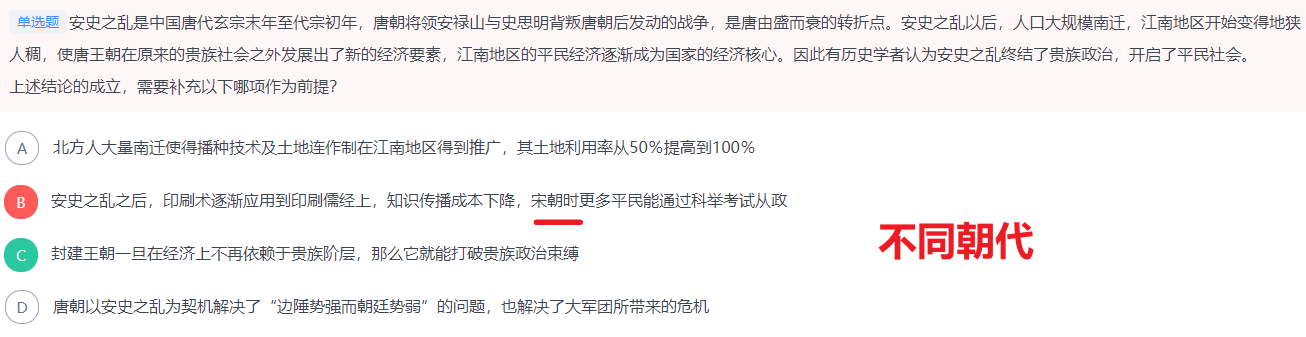 单选题 安史之乱是中国唐代玄宗末年至代宗初年，唐朝将领安禄山与史思明背叛唐朝后发动的战争，是唐由盛而衰的转折点。安史之乱以后，人口大规模南迁，江南地区开始变得地狭
人稠，使唐王朝在原来的贵族社会之外发展出了新的经济要素，江南地区的平民经济逐渐成为国家的经济核心。因此有历史学者认为安史之乱终结了贵族政治，开启了平民社会。
上述结论的成立，需要补充以下哪项作为前提？
A 北方人大量南迁使得播种技术及土地连作制在江南地区得到推广，其土地利用率从50%提高到100%
B 安史之乱之后，印刷术逐渐应用到印刷儒经上，知识传播成本下降，宋朝时更多平民能通过科举考试从政
不同朝代
C 封建王朝一旦在经济上不再依赖于贵族阶层，那么它就能打破贵族政治束缚
D 唐朝以安史之乱为契机解决了“边陲势强而朝廷势弱”的问题，也解决了大军团所带来的危机